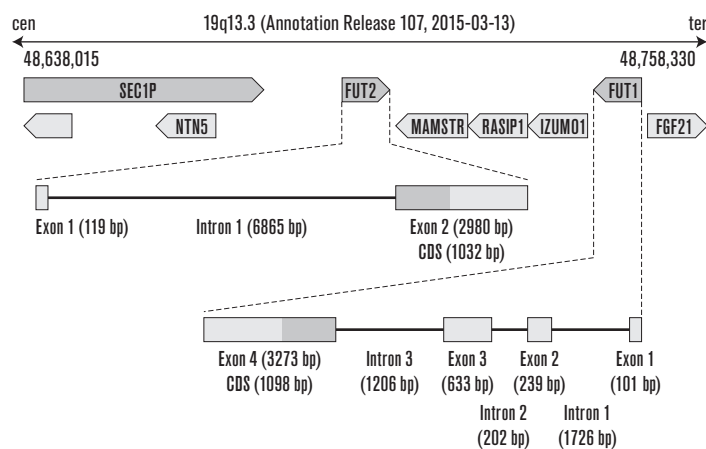 cen 19q13.3 (Annotation Release 107, 2015-03-13) ter
48,638,015 48,758,330
SEC1P FUT2 FUT1
NTN5 MAMSTR RASIP1 IZUMO1 FGF21
Exon 1 (119 bp) Intron 1 (6865 bp) Exon 2 (2980 bp)
CDS (1032 bp)
Exon 4 (3273 bp) Intron 3 Exon 3 Exon 2 Exon 1
CDS (1098 bp) (1206 bp) (633 bp) (239 bp) (101 bp)
Intron 2 Intron 1
(202 bp) (1726 bp)